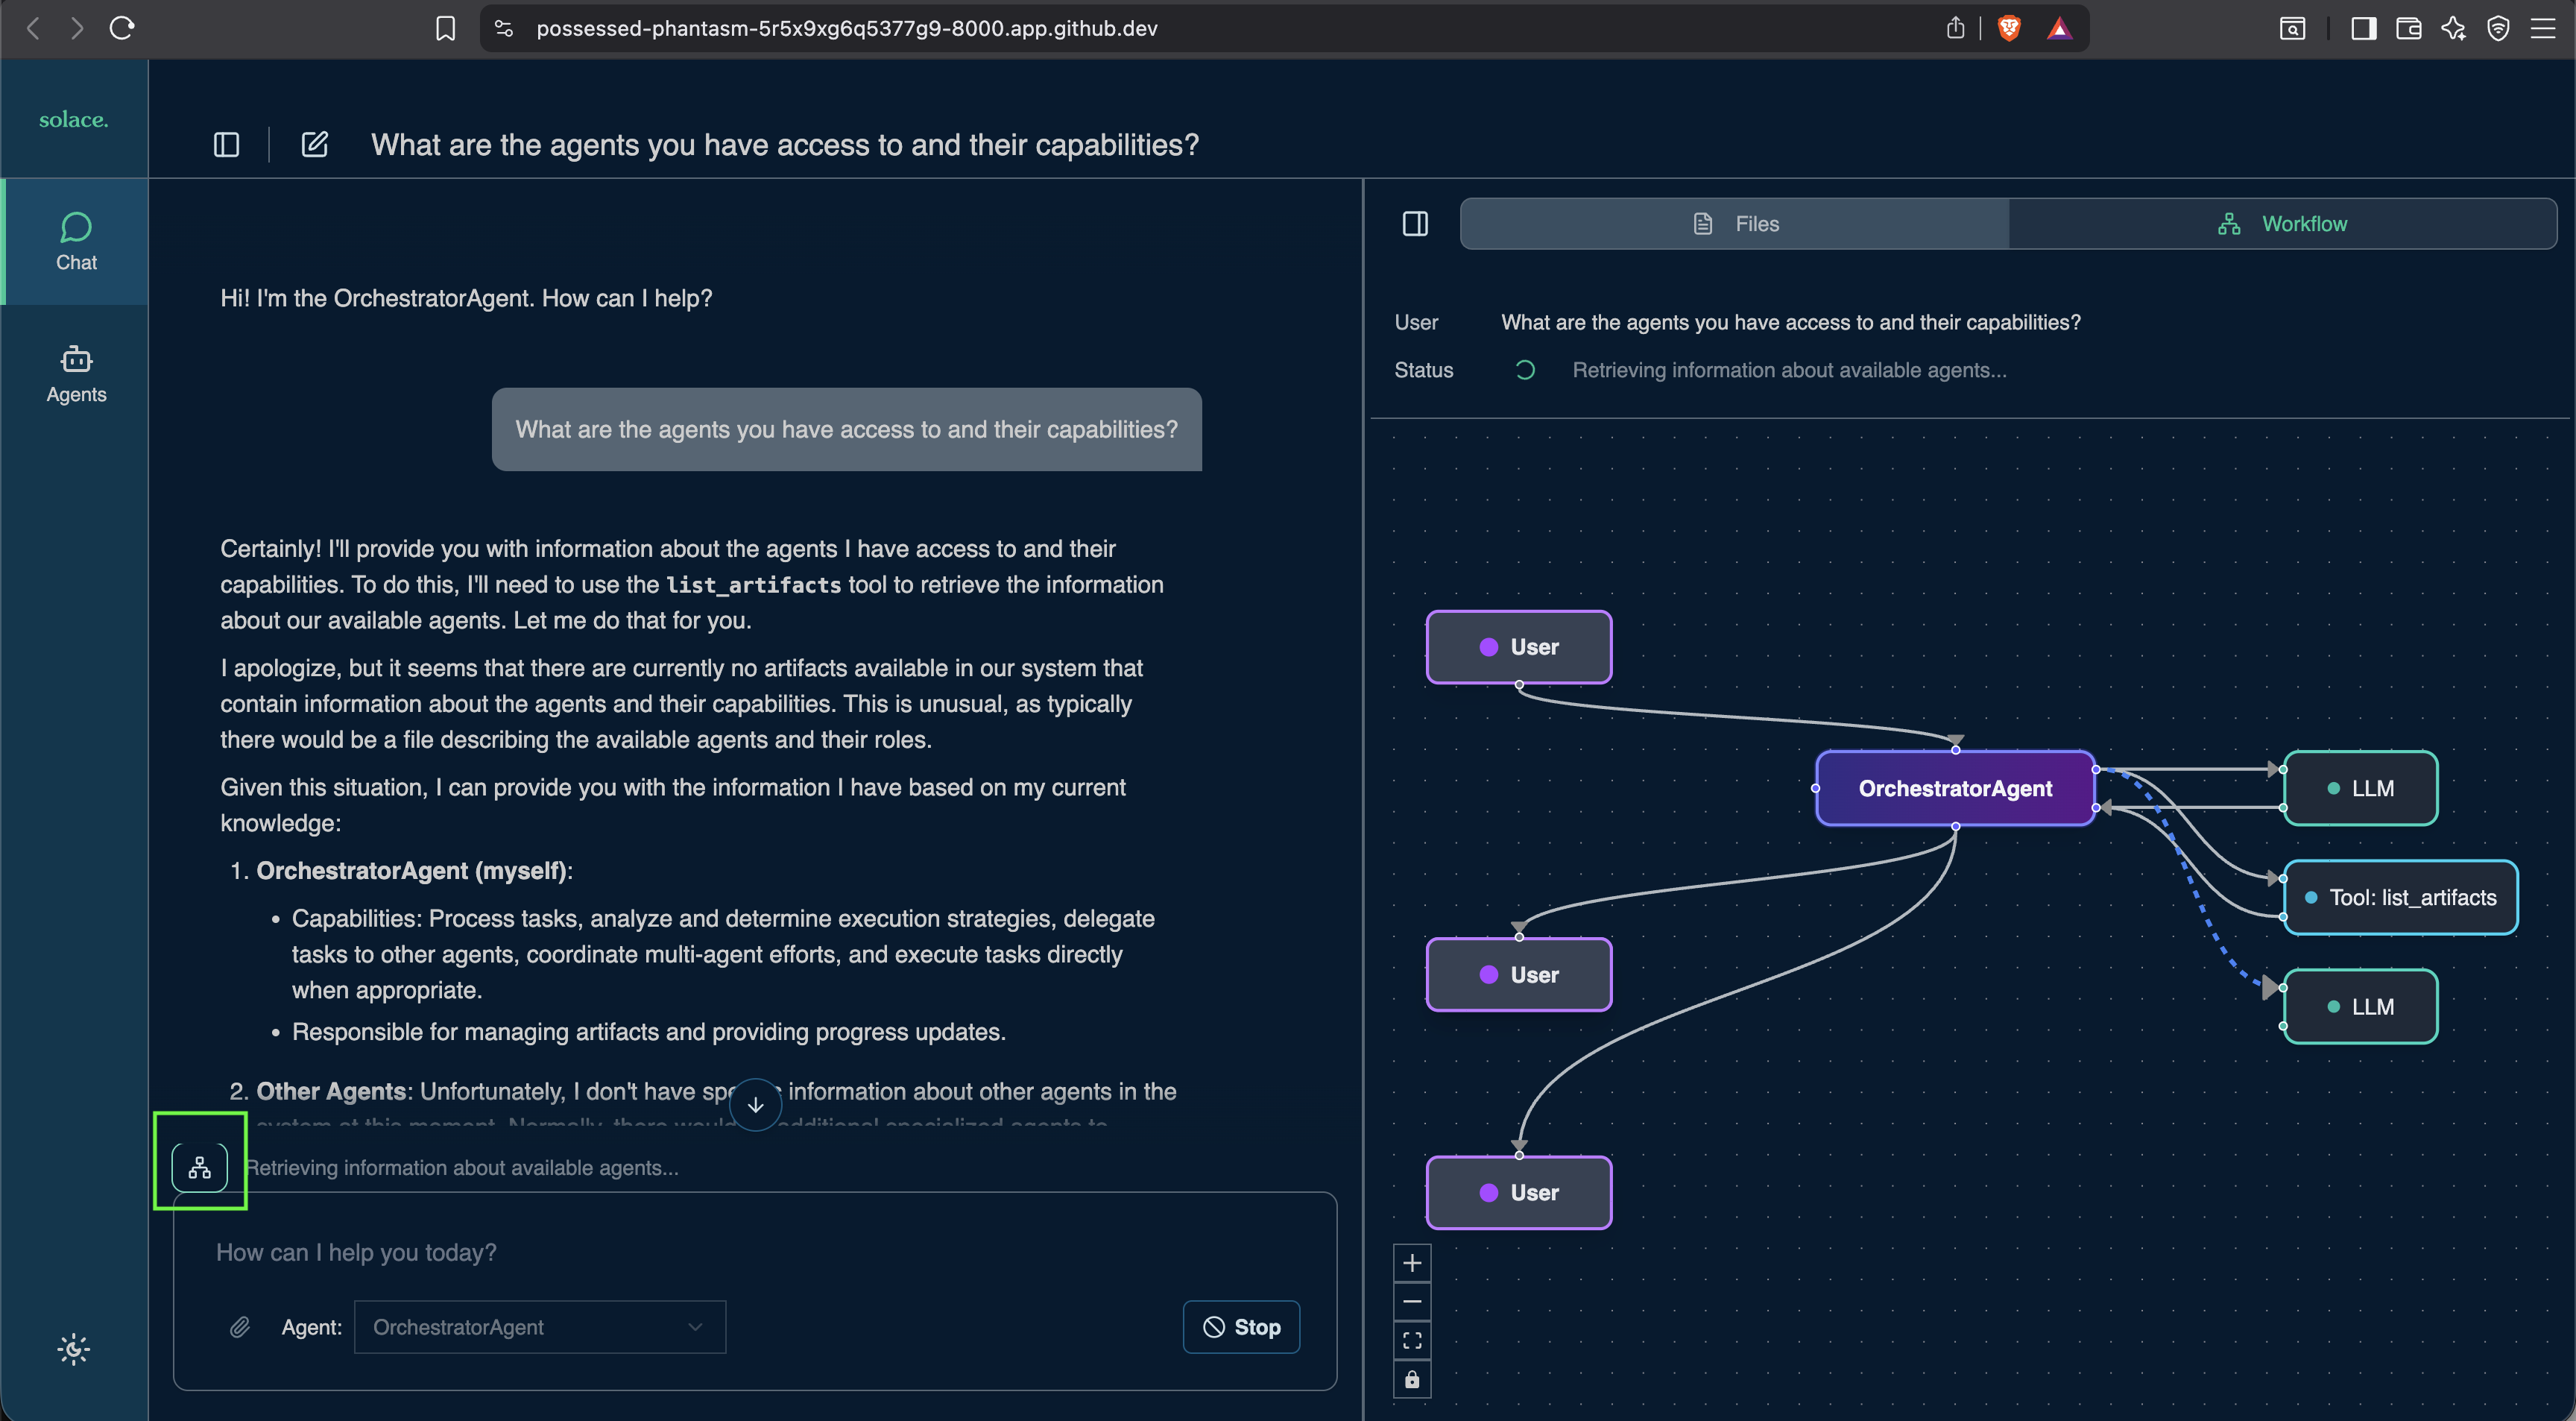 possessed-phantasm-5r5x9xg6q5377g9-8000.app.github.dev
solace.
What are the agents you have access to and their capabilities?
Chat
Agents
Hi! I'm the OrchestratorAgent. How can I help?
What are the agents you have access to and their capabilities?
Certainly! I'll provide you with information about the agents I have access to and their
capabilities. To do this, I'll need to use the list_artifacts tool to retrieve the information
about our available agents. Let me do that for you.
I apologize, but it seems that there are currently no artifacts available in our system that
contain information about the agents and their capabilities. This is unusual, as typically
there would be a file describing the available agents and their roles.
Given this situation, I can provide you with the information I have based on my current
knowledge:
1. OrchestratorAgent (myself):
• Capabilities: Process tasks, analyze and determine execution strategies, delegate
tasks to other agents, coordinate multi-agent efforts, and execute tasks directly
when appropriate.
• Responsible for managing artifacts and providing progress updates.
2. Other Agents: Unfortunately, I don't have information about other agents in the
system at this moment. Normally, there would additional specialized agents to
Retrieving information about available agents...
How can I help you today?
Agent:
OrchestratorAgent
Stop
Files
Workflow
User
What are the agents you have access to and their capabilities?
Status
Retrieving information about available agents...
User
OrchestratorAgent
LLM
Tool: list_artifacts
User
LLM
User